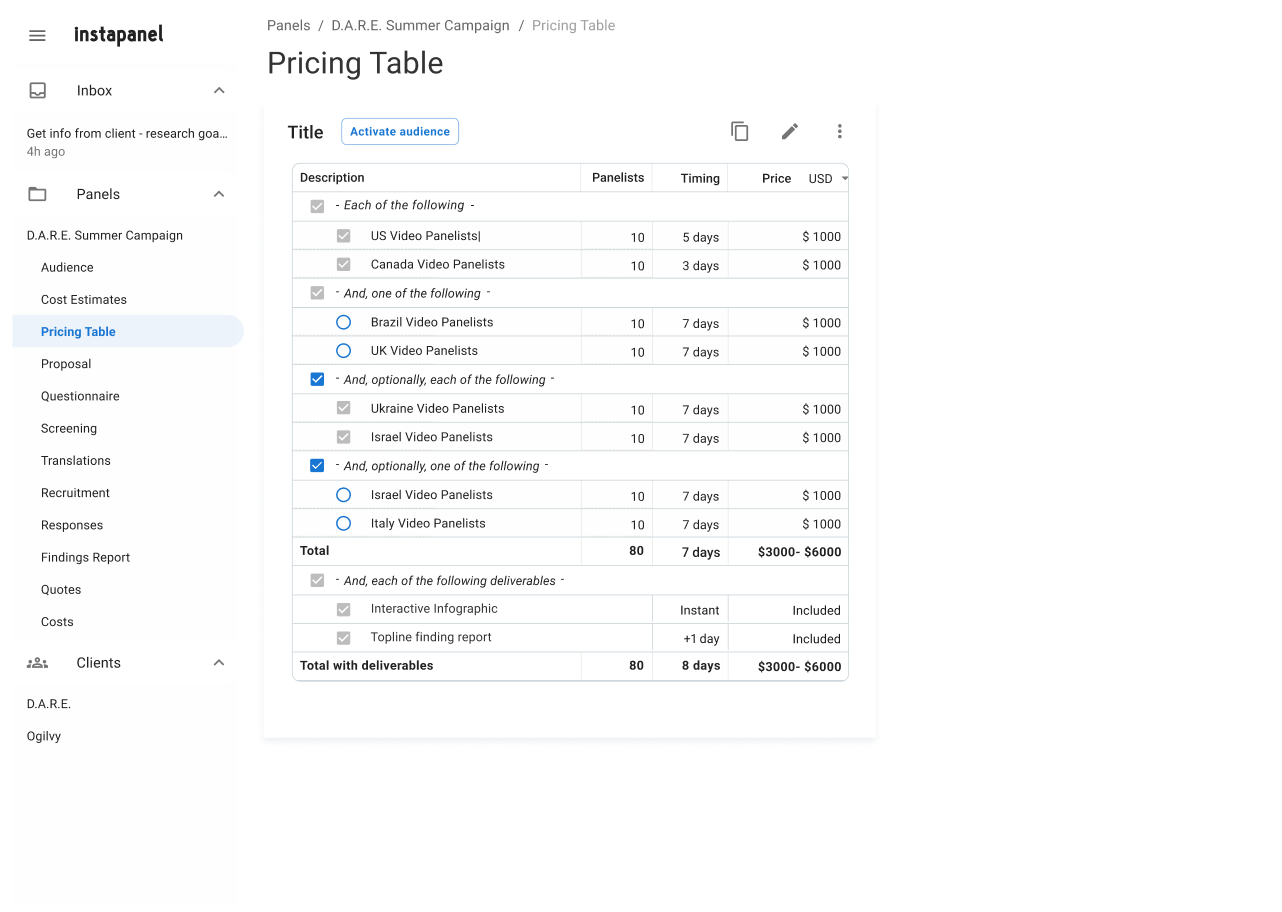 instapanel
Inbox
Get info from client - research goa...
4h ago
Panels
D.A.R.E. Summer Campaign
Audience
Cost Estimates
Pricing Table
Proposal
Questionnaire
Screening
Translations
Recruitment
Responses
Findings Report
Quotes
Costs
Clients
D.A.R.E.
Ogilvy
Panels / D.A.R.E. Summer Campaign / Pricing Table
Pricing Table
Title Activate audience
Description Panelists Timing Price USD
- Each of the following -
US Video Panelists| 10 5 days $ 1000
Canada Video Panelists 10 3 days $ 1000
- And, one of the following -
Brazil Video Panelists 10 7 days $ 1000
UK Video Panelists 10 7 days $ 1000
- And, optionally, each of the following -
Ukraine Video Panelists 10 7 days $ 1000
Israel Video Panelists 10 7 days $ 1000
- And, optionally, one of the following -
Israel Video Panelists 10 7 days $ 1000
Italy Video Panelists 10 7 days $ 1000
Total 80 7 days $3000- $6000
- And, each of the following deliverables -
Interactive Infographic Instant Included
Topline finding report +1 day Included
Total with deliverables 80 8 days $3000- $6000